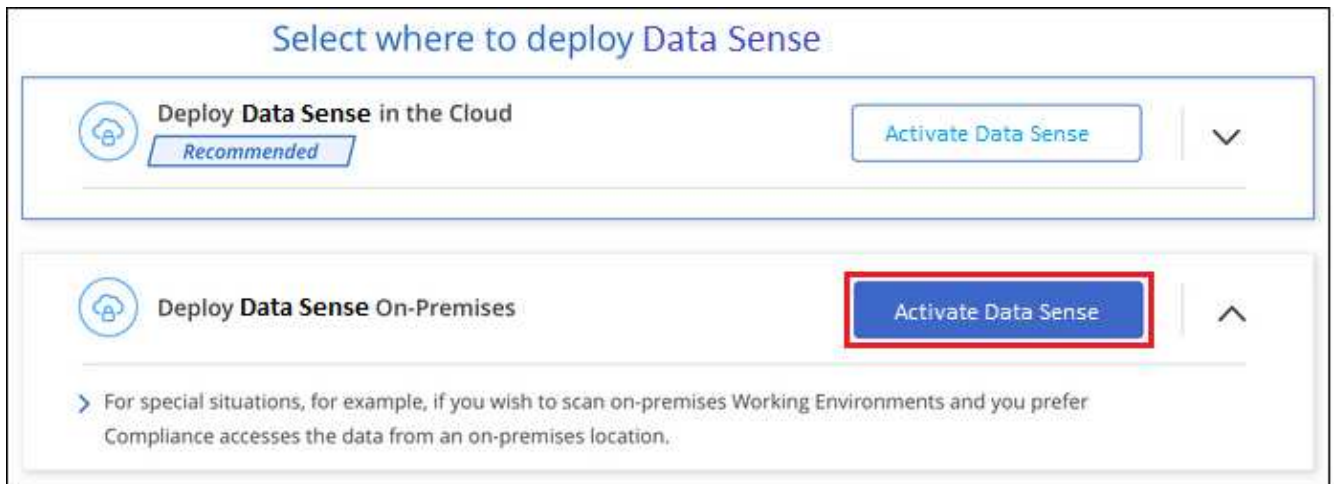 Select where to deploy Data Sense
Deploy Data Sense in the Cloud
Recommended
Activate Data Sense
Deploy Data Sense On-Premises
Activate Data Sense
For special situations, for example, if you wish to scan on-premises Working Environments and you prefer
Compliance accesses the data from an on-premises location.